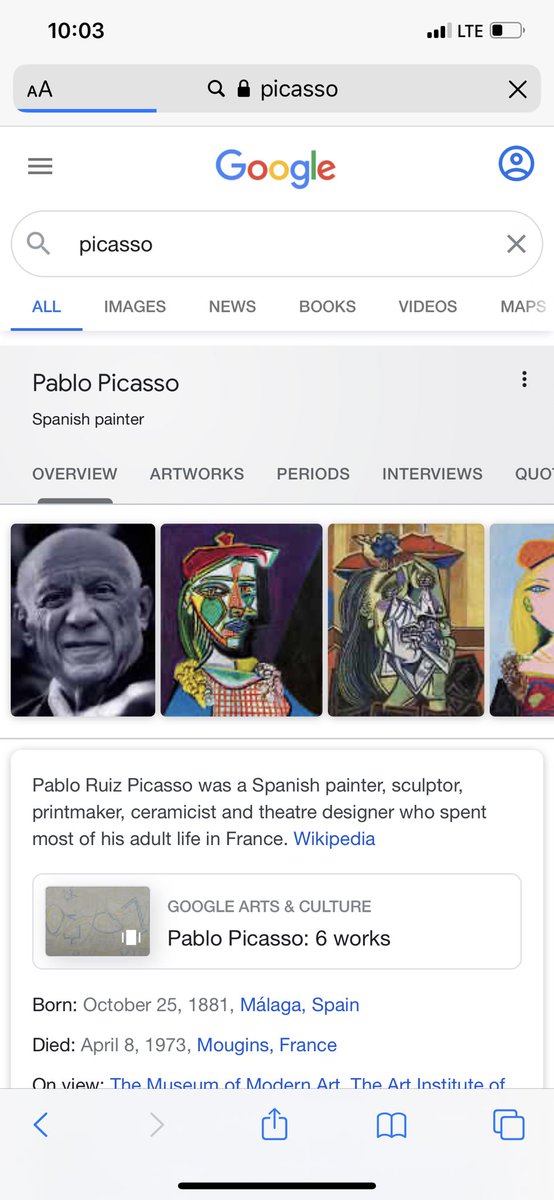 10:03
LTE
AA picasso
Google
picasso
ALL IMAGES NEWS BOOKS VIDEOS MAPS
Pablo Picasso
Spanish painter
OVERVIEW ARTWORKS PERIODS INTERVIEWS QUO
Pablo Ruiz Picasso was a Spanish painter, sculptor,
printmaker, ceramicist and theatre designer who spent
most of his adult life in France. Wikipedia
GOOGLE ARTS & CULTURE
Pablo Picasso: 6 works
Born: October 25, 1881, Málaga, Spain
Died: April 8, 1973, Mougins, France
On view: The Museum of Modern Art, The Art Institute of